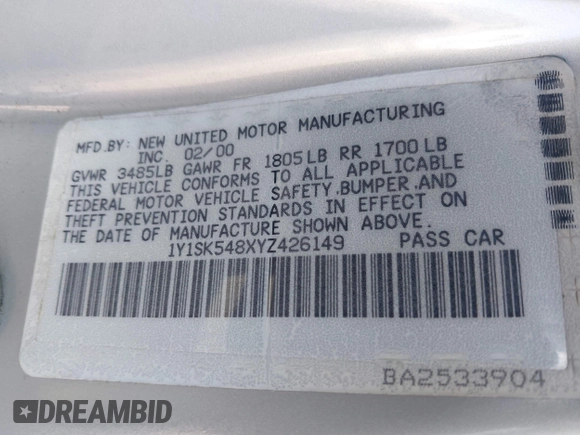 MFD.BY: NEW UNITED MOTOR MANUFACTURING
INC. 02/00
GVWR 3485LB GAWR FR 1805LB RR 1700LB
THIS VEHICLE CONFORMS TO ALL APPLICABLE
FEDERAL MOTOR VEHICLE SAFETY,BUMPER,AND
THEFT PREVENTION STANDARDS IN EFFECT ON
THE DATE OF MANUFACTURE SHOWN ABOVE.
1Y1SK548XYZ426149 PASS CAR
BA2533904
DREAMBID